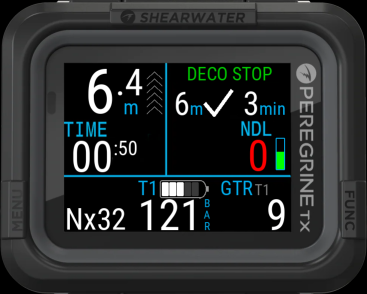 SHEARWATER
6.4 m
DECO STOP
6m 3min
TIME
00:50
NDL
0
T1
GTR T1
Nx32
121 BAR
9
PEREGRINE TX
MENU
FUNC